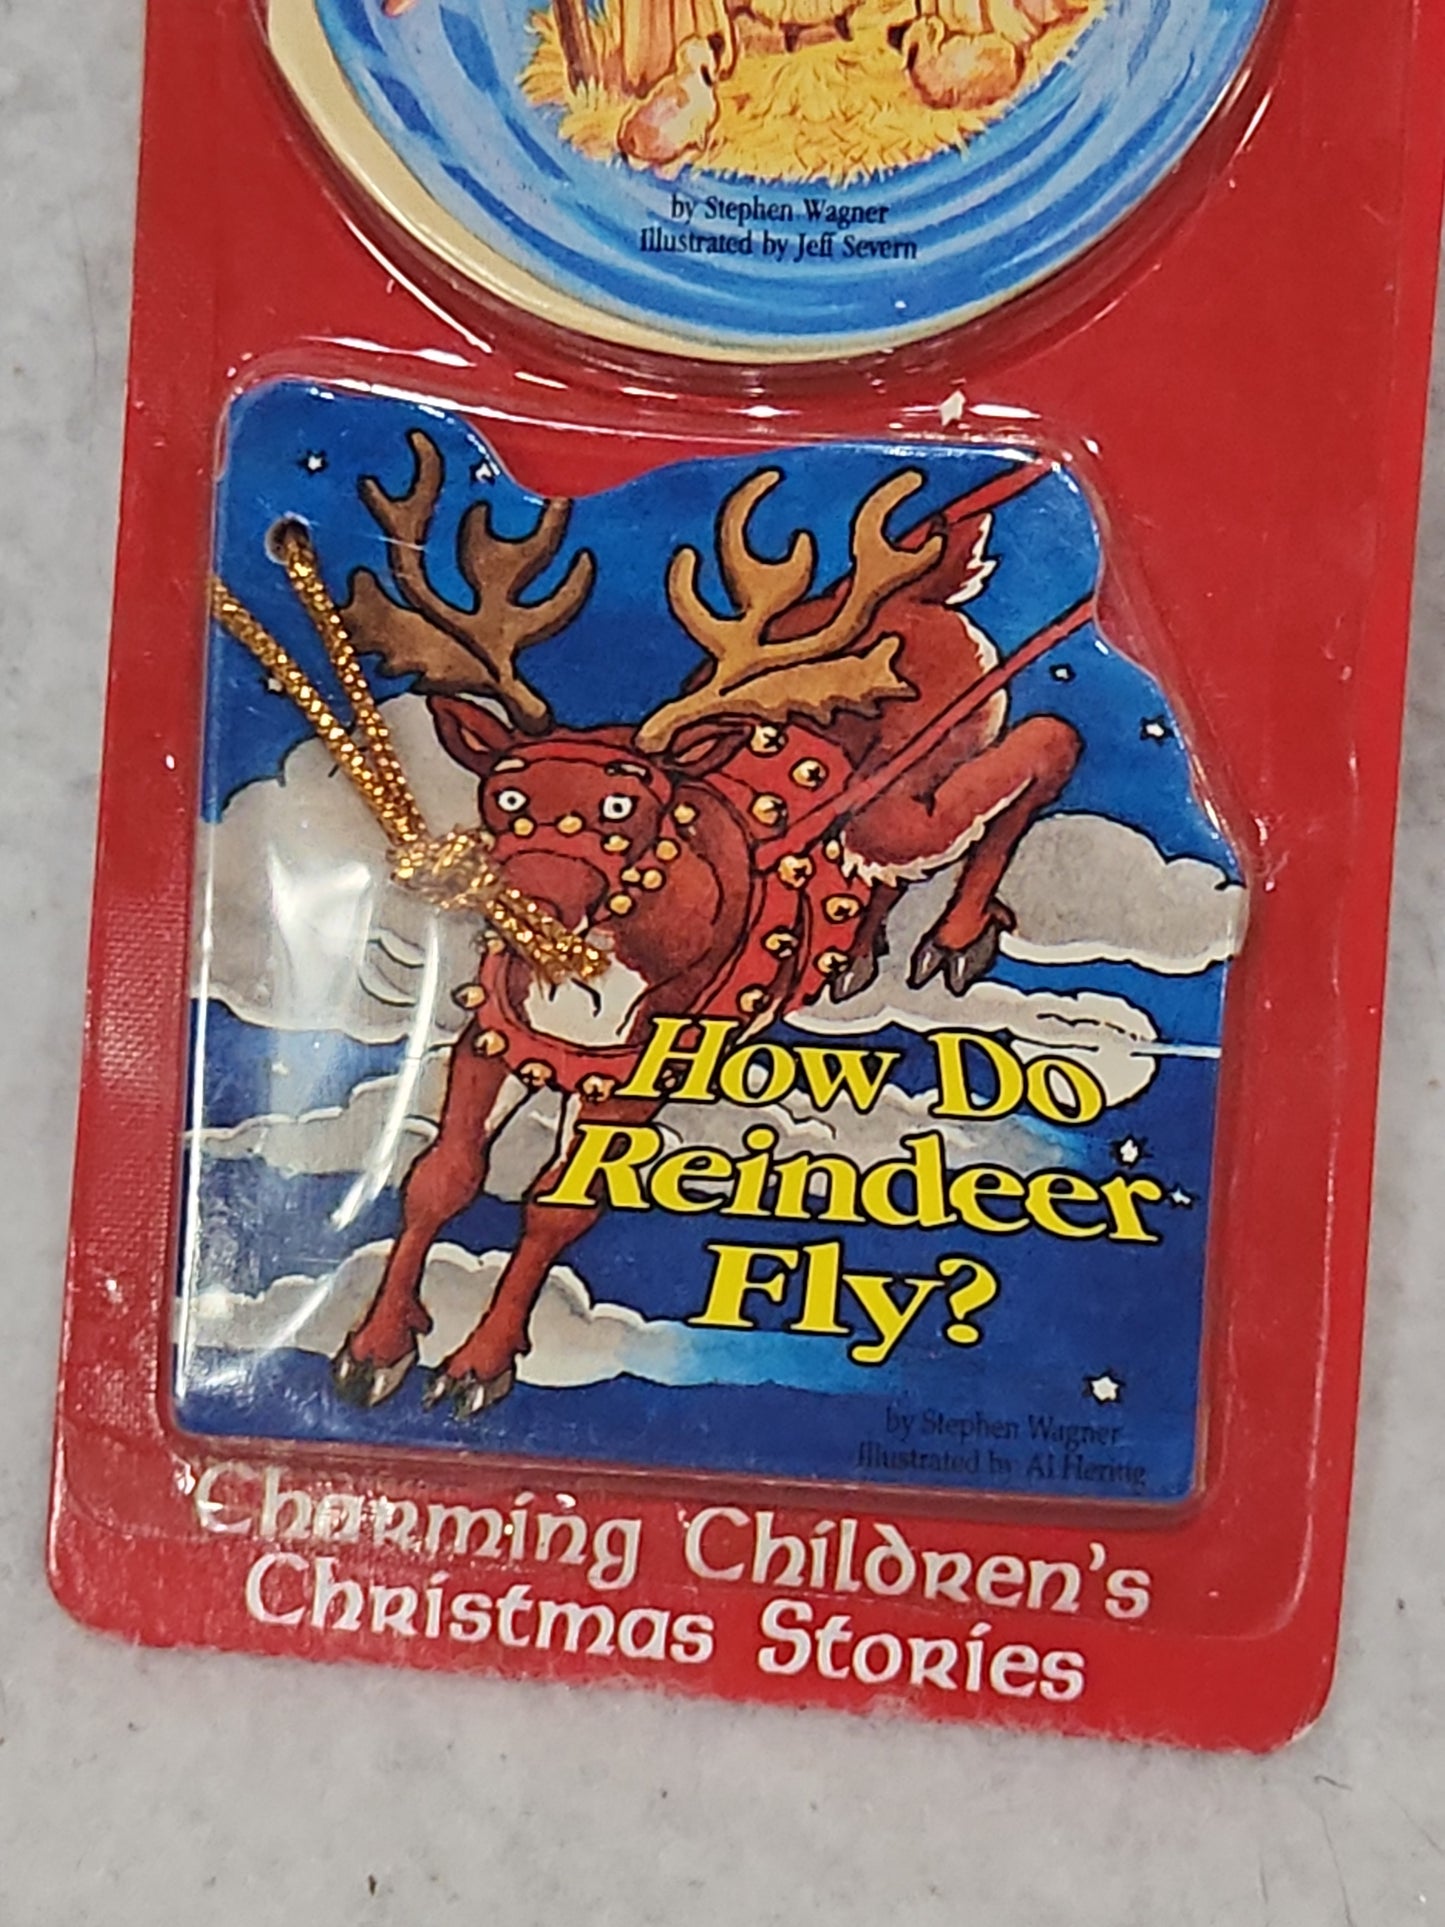 by Stephen Wagner
Illustrated by Jeff Severn
How Do
Reindeer
Fly?
by Stephen Wagner
Illustrated by Al Hering
Charming Children's
Christmas Stories